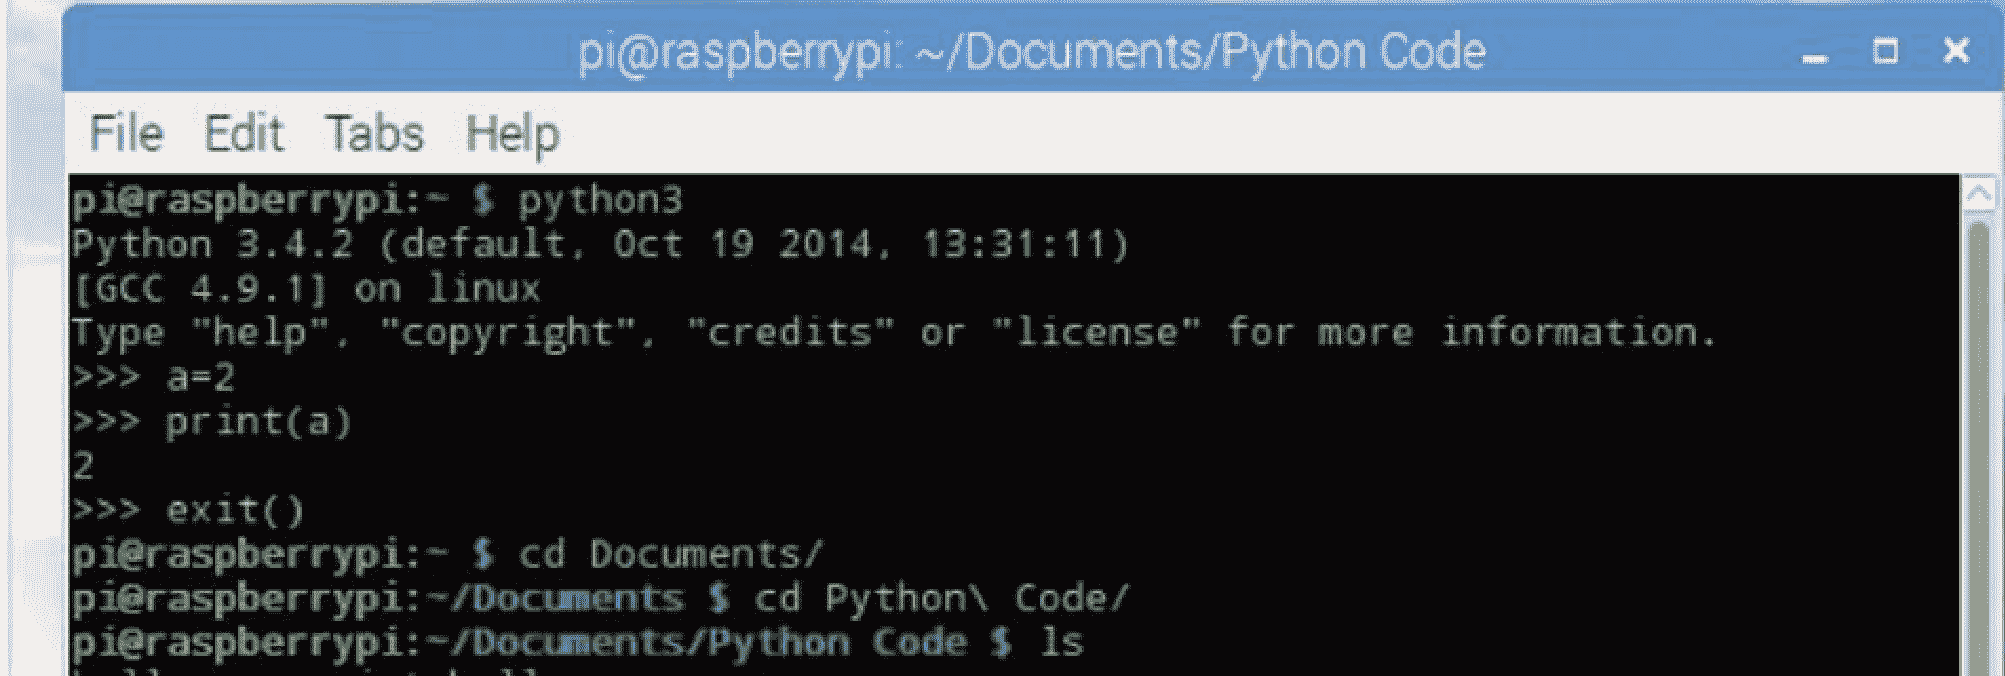 pi@raspberrypi: ~/Documents/Python Code
File Edit Tabs Help
pi@raspberrypi:~ $ python3
Python 3.4.2 (default, Oct 19 2014, 13:31:11)
[GCC 4.9.1] on linux
Type "help", "copyright", "credits" or "license" for more information.
>>> a=2
>>> print(a)
2
>>> exit()
pi@raspberrypi:~ $ cd Documents/
pi@raspberrypi:~/Documents $ cd Python\ Code/
pi@raspberrypi:~/Documents/Python Code $ ls